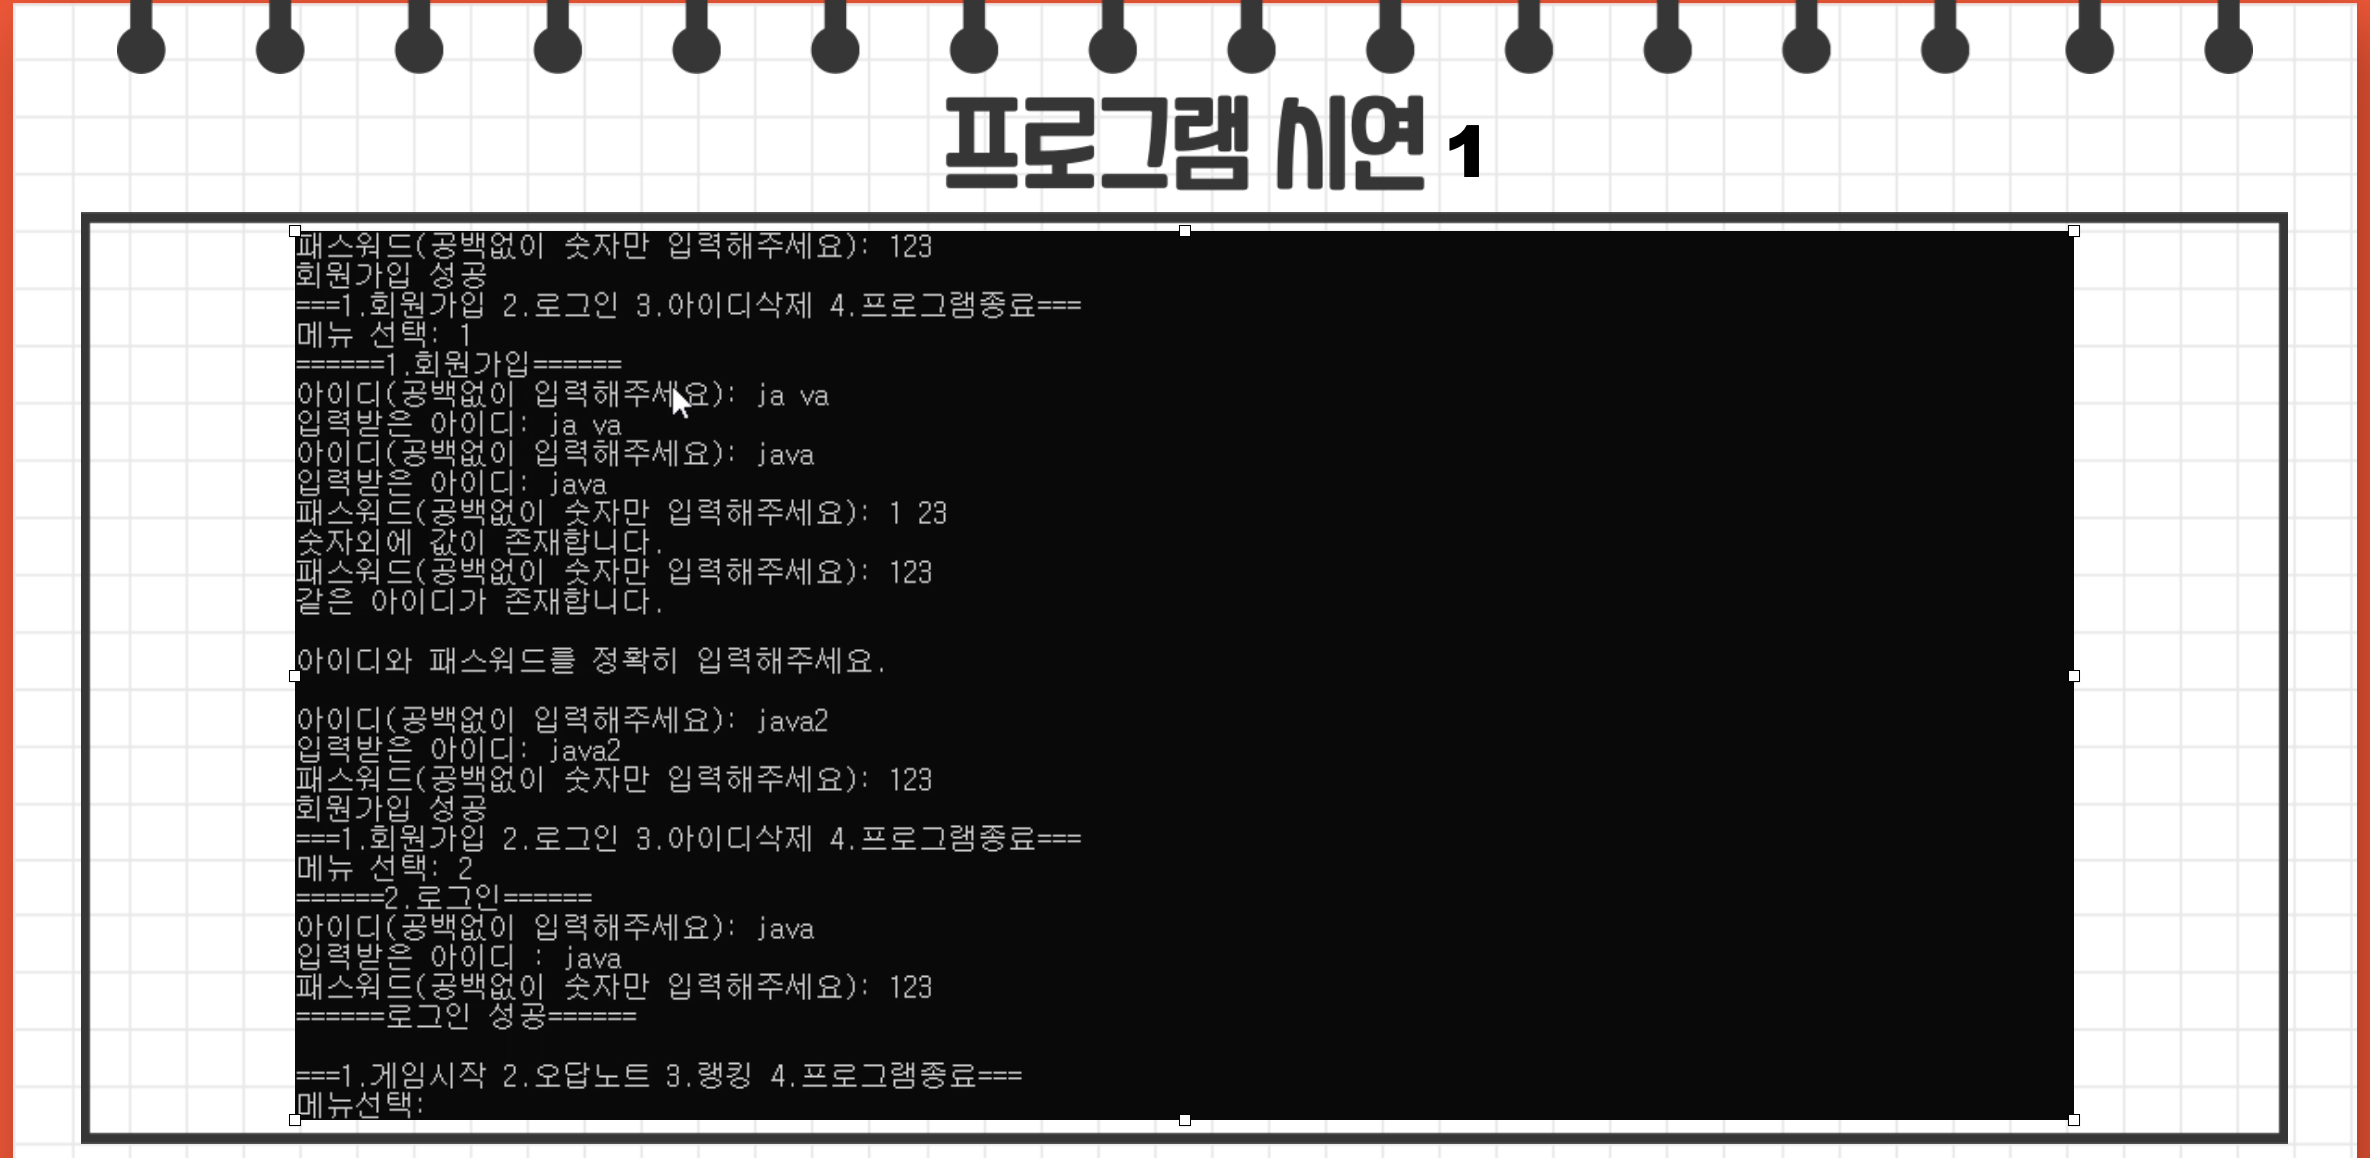 프로그램 시연 1
패스워드(공백없이 숫자만 입력해주세요): 123
회원가입 성공
===1.회원가입 2.로그인 3.아이디삭제 4.프로그램종료===
메뉴 선택: 1
======1.회원가입======
아이디(공백없이 입력해주세요): ja va
입력받은 아이디: ja va
아이디(공백없이 입력해주세요): java
입력받은 아이디: java
패스워드(공백없이 숫자만 입력해주세요): 1 23
숫자외에 값이 존재합니다.
패스워드(공백없이 숫자만 입력해주세요): 123
같은 아이디가 존재합니다.
아이디와 패스워드를 정확히 입력해주세요.
아이디(공백없이 입력해주세요): java2
입력받은 아이디: java2
패스워드(공백없이 숫자만 입력해주세요): 123
회원가입 성공
===1.회원가입 2.로그인 3.아이디삭제 4.프로그램종료===
메뉴 선택: 2
======2.로그인======
아이디(공백없이 입력해주세요): java
입력받은 아이디 : java
패스워드(공백없이 숫자만 입력해주세요): 123
======로그인 성공======
===1.게임시작 2.오답노트 3.랭킹 4.프로그램종료===
메뉴선택: